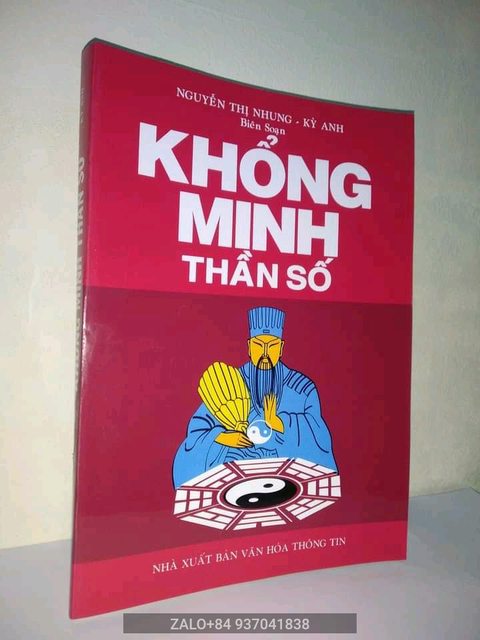 NGUYỄN THỊ NHUNG - KỲ ANH
Biên Soạn
KHỔNG
MINH
THẦN SỐ
NHÀ XUẤT BẢN VĂN HÓA THÔNG TIN
ZALO+84 937041838